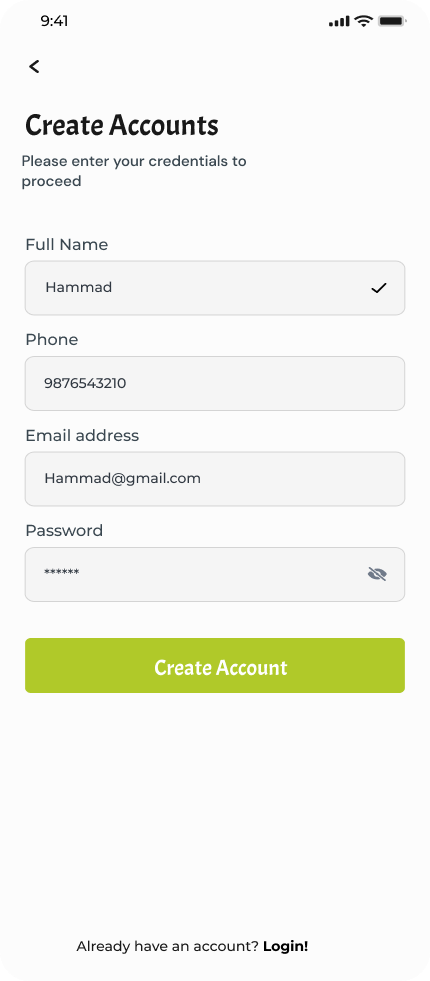 9:41
Create Accounts
Please enter your credentials to
proceed
Full Name
Hammad
Phone
9876543210
Email address
Hammad@gmail.com
Password
******
Create Account
Already have an account? Login!